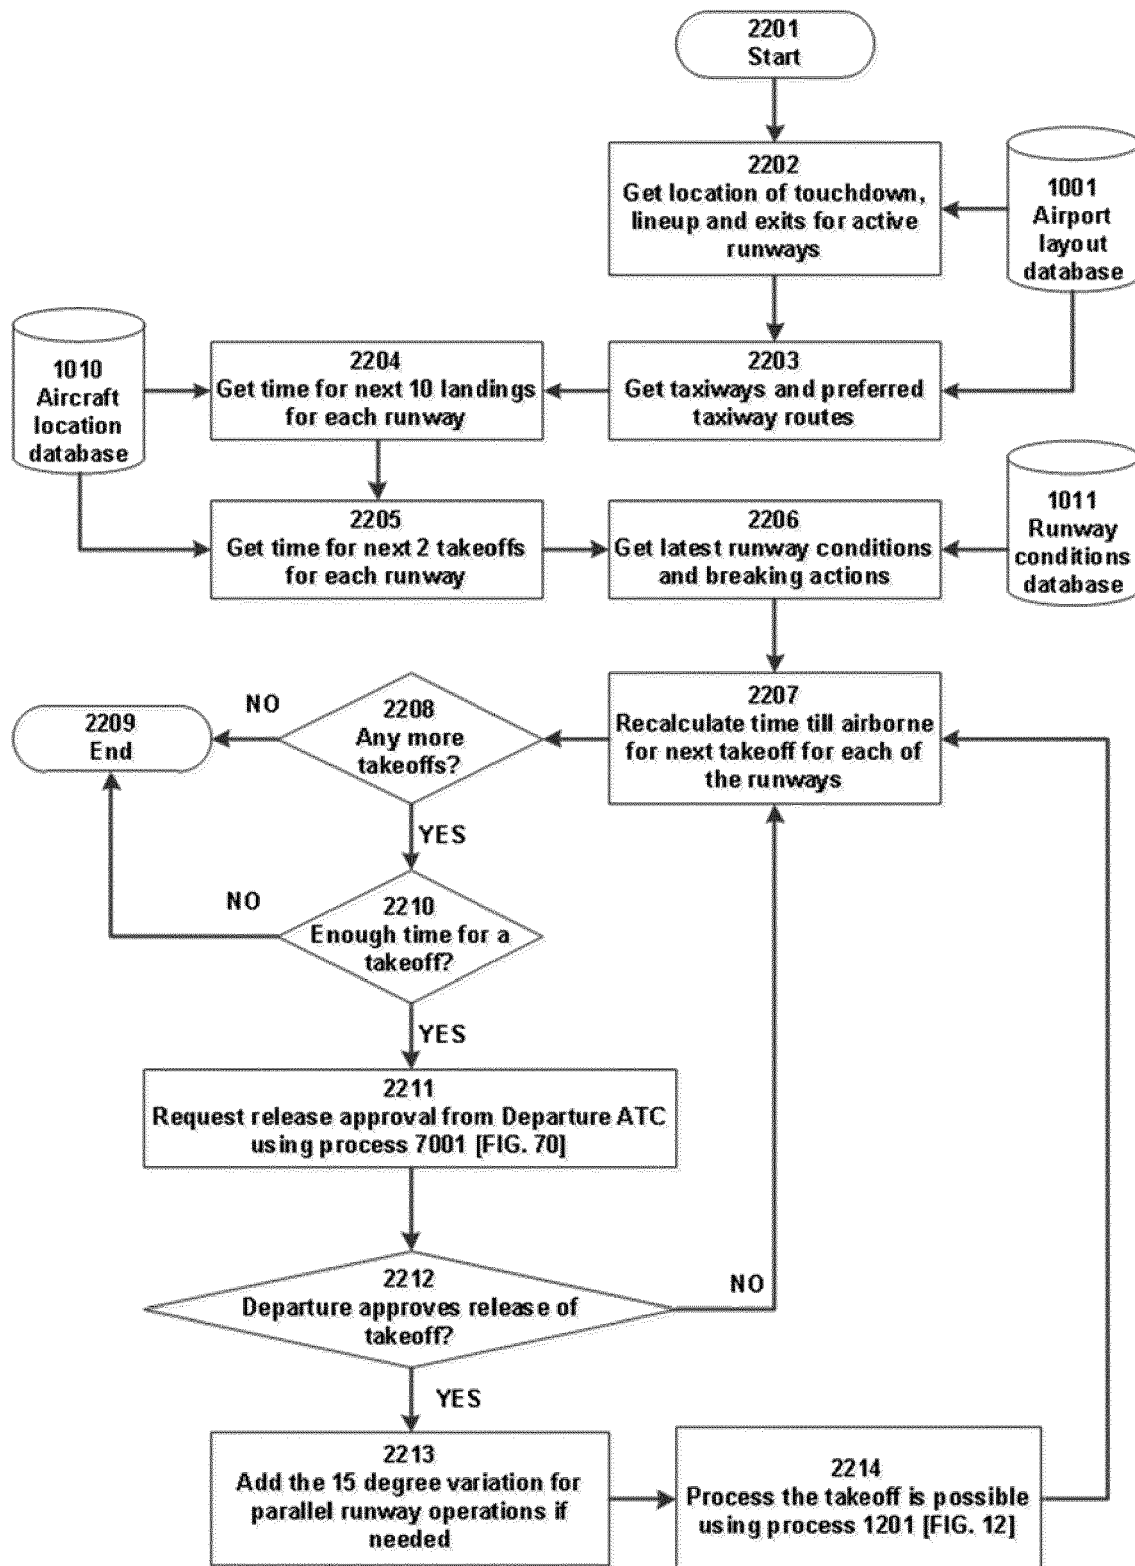 2201
Start
2202
Get location of touchdown,
lineup and exits for active
runways
1001
Airport
layout
database
1010
Aircraft
location
database
2204
Get time for next 10 landings
for each runway
2203
Get taxiways and preferred
taxiway routes
2205
Get time for next 2 takeoffs
for each runway
2206
Get latest runway conditions
and breaking actions
1011
Runway
conditions
database
2207
Recalculate time till airborne
for next takeoff for each of
the runways
2208
Any more
takeoffs?
NO
2209
End
YES
2210
Enough time for a
takeoff?
NO
YES
2211
Request release approval from Departure ATC
using process 7001 [FIG. 70]
2212
Departure approves release of
takeoff?
NO
YES
2213
Add the 15 degree variation for
parallel runway operations if
needed
2214
Process the takeoff is possible
using process 1201 [FIG. 12]